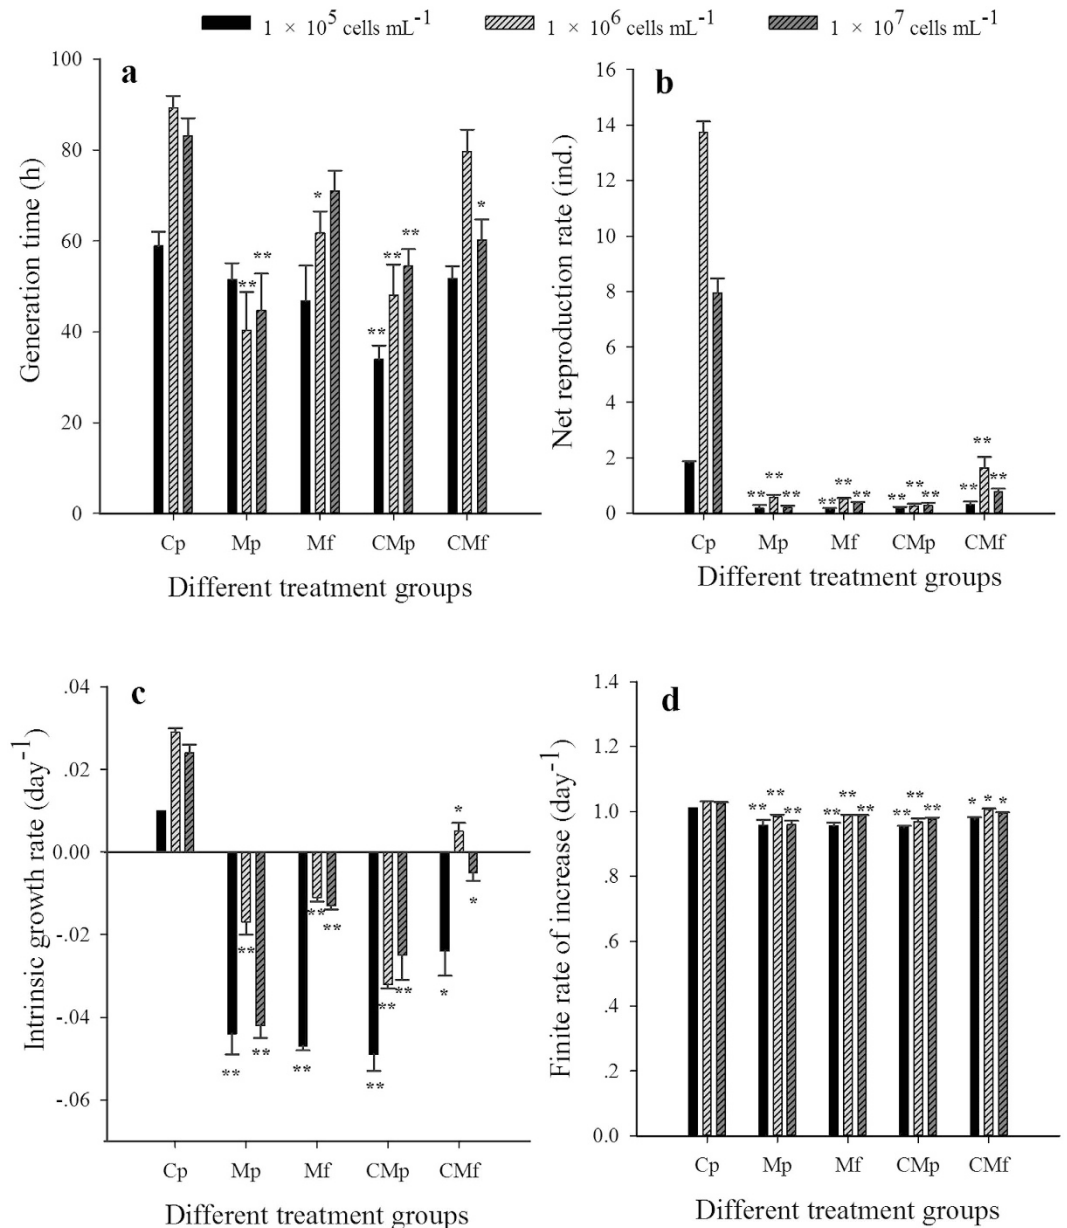 1 × 10⁵ cells mL⁻¹ 1 × 10⁶ cells mL⁻¹ 1 × 10⁷ cells mL⁻¹
a
Generation time (h)
100
80
60
40
20
0
* ** ** ** ** ** *
Cp Mp Mf CMp CMf
Different treatment groups
b
Net reproduction rate (ind.)
16
14
12
10
8
6
4
2
0
** ** ** ** ** ** ** ** ** ** ** **
Cp Mp Mf CMp CMf
Different treatment groups
c
Intrinsic growth rate (day⁻¹)
.04
.02
0.00
-.02
-.04
-.06
** ** ** ** ** ** ** ** ** * * *
Cp Mp Mf CMp CMf
Different treatment groups
d
Finite rate of increase (day⁻¹)
1.4
1.2
1.0
.8
.6
.4
.2
0.0
** ** ** ** ** ** ** ** ** * * *
Cp Mp Mf CMp CMf
Different treatment groups